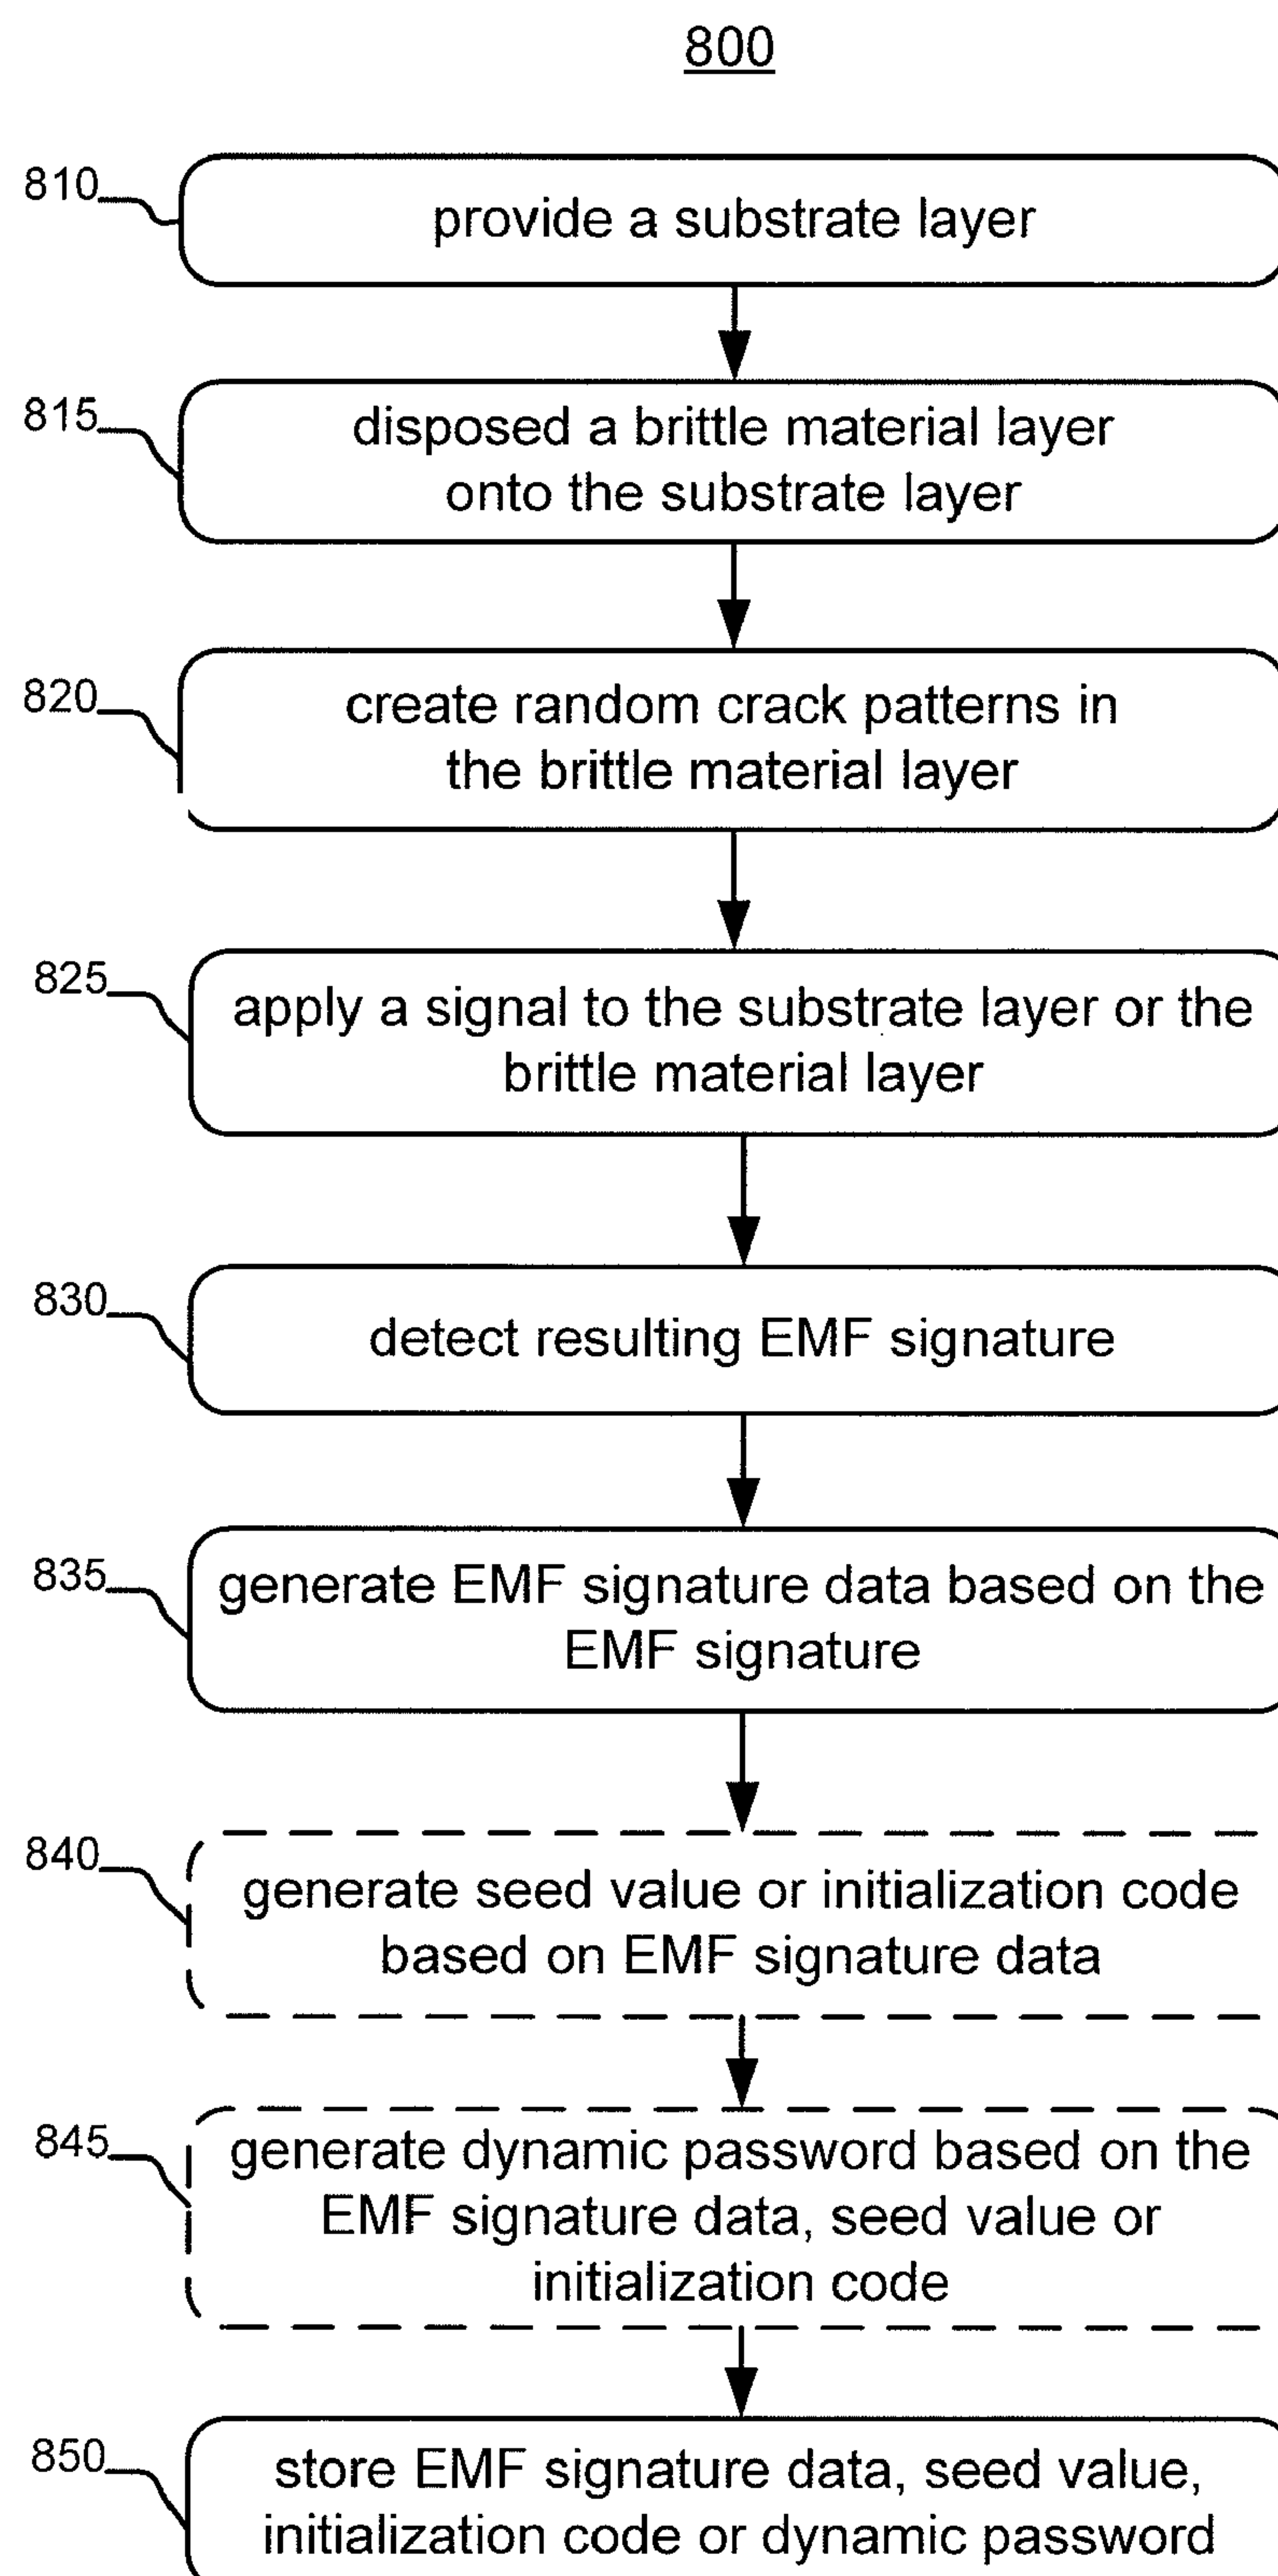 800
810
provide a substrate layer
815
disposed a brittle material layer
onto the substrate layer
820
create random crack patterns in
the brittle material layer
825
apply a signal to the substrate layer or the
brittle material layer
830
detect resulting EMF signature
835
generate EMF signature data based on the
EMF signature
840
generate seed value or initialization code
based on EMF signature data
845
generate dynamic password based on the
EMF signature data, seed value or
initialization code
850
store EMF signature data, seed value,
initialization code or dynamic password